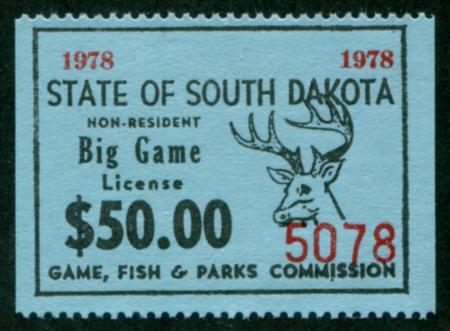 1978 1978
STATE OF SOUTH DAKOTA
NON-RESIDENT
Big Game
License
$50.00
5078
GAME, FISH & PARKS COMMISSION